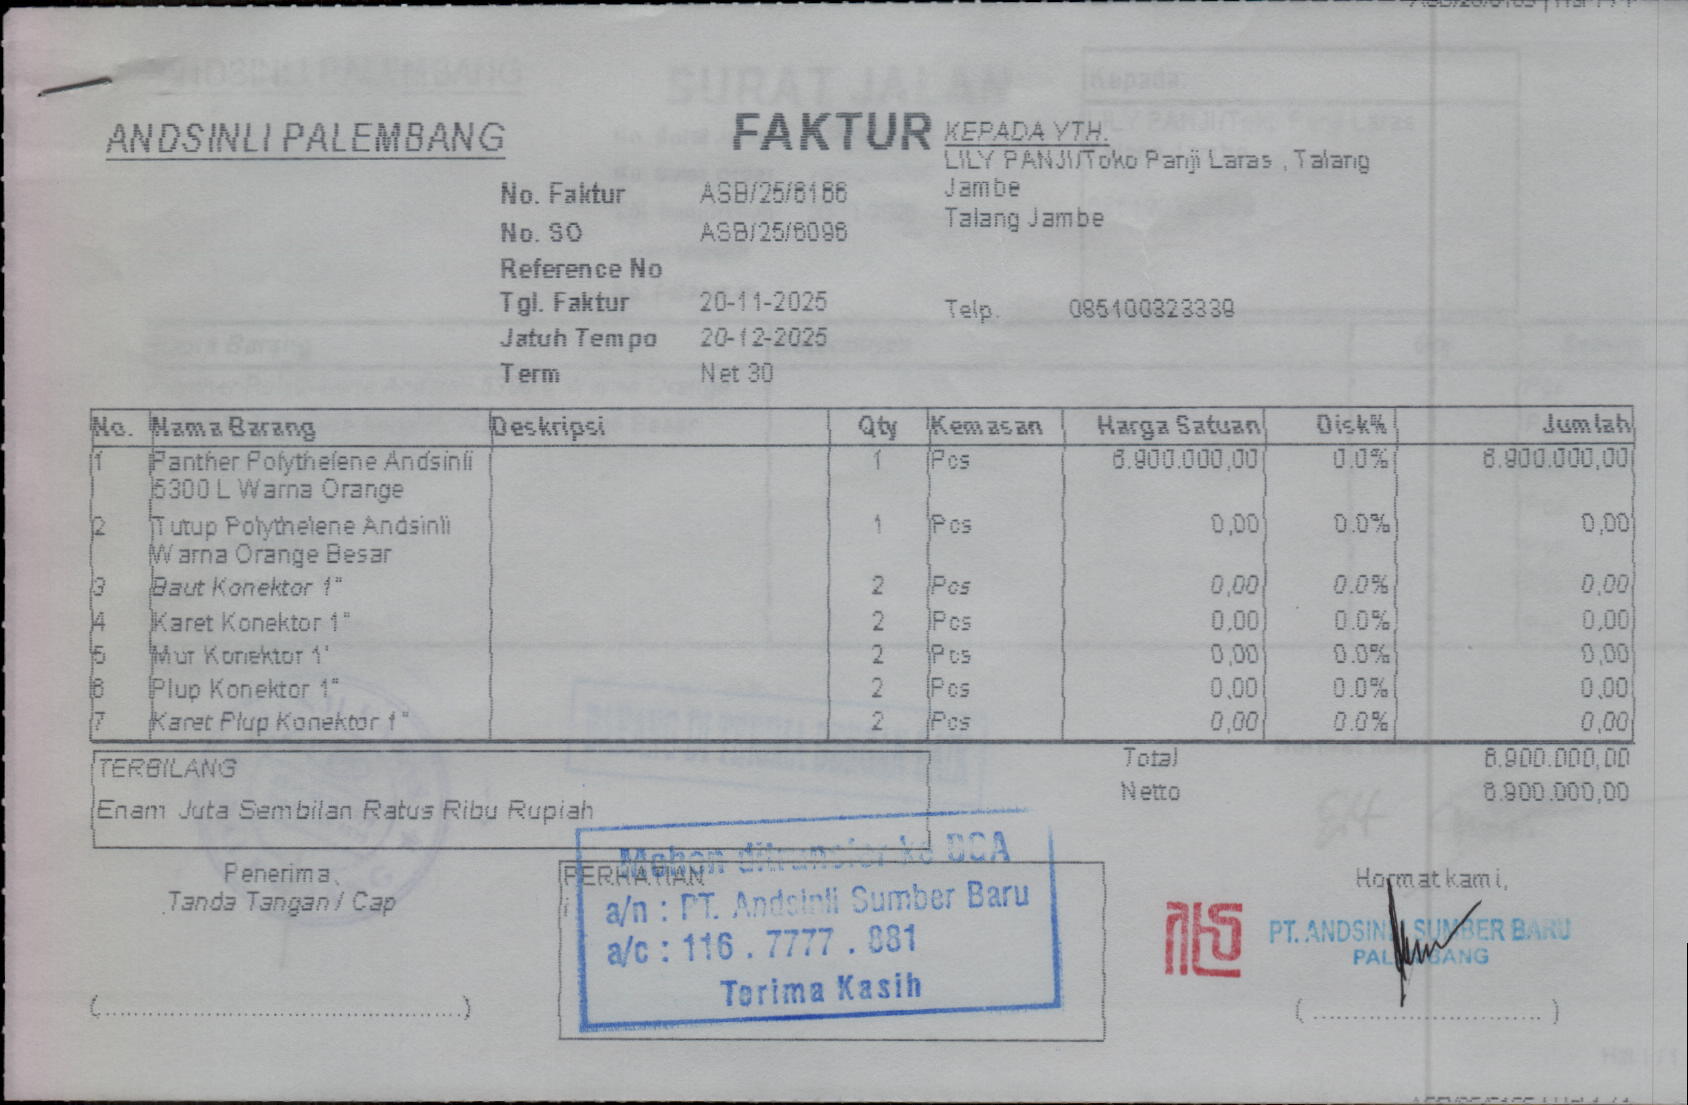 ANDSINLI PALEMBANG
FAKTUR
KEPADA YTH.
LILY PANJI/Toko Panji Laras , Talang
Jambe
Talang Jambe
Telp. 085100323339
No. Faktur ASB/25/6166
No. SO ASB/25/6096
Reference No
Tgl. Faktur 20-11-2025
Jatuh Tempo 20-12-2025
Term Net 30
No. Nama Barang Deskripsi Qty Kemasan Harga Satuan Disk% Jumlah
1 Panther Polythelene Andsinli 1 Pcs 6.900.000,00 0.0% 6.900.000,00
5300 L Warna Orange
2 Tutup Polythelene Andsinli 1 Pcs 0,00 0.0% 0,00
Warna Orange Besar
3 Baut Konektor 1" 2 Pcs 0,00 0.0% 0,00
4 Karet Konektor 1" 2 Pcs 0,00 0.0% 0,00
5 Mur Konektor 1' 2 Pcs 0,00 0.0% 0,00
6 Plup Konektor 1" 2 Pcs 0,00 0.0% 0,00
7 Karet Plup Konektor 1" 2 Pcs 0,00 0.0% 0,00
Total 6.900.000,00
Netto 6.900.000,00
TERBILANG
Enam Juta Sembilan Ratus Ribu Rupiah
Penerima,
Tanda Tangan / Cap
(................................................)
PERHATIAN
Mohon ditransfer ke BCA
a/n : PT. Andsinli Sumber Baru
a/c : 116 . 7777 . 881
Terima Kasih
Hormat kami,
PT. ANDSINLI SUMBER BARU
PALEMBANG
(..............................)